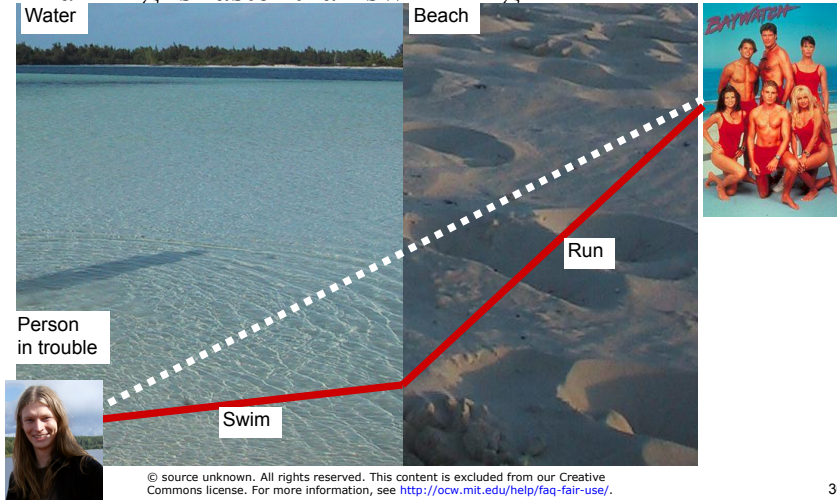 Water
Beach
BAYWATCH
Run
Person
in trouble
Swim
© source unknown. All rights reserved. This content is excluded from our Creative
Commons license. For more information, see http://ocw.mit.edu/help/faq-fair-use/.